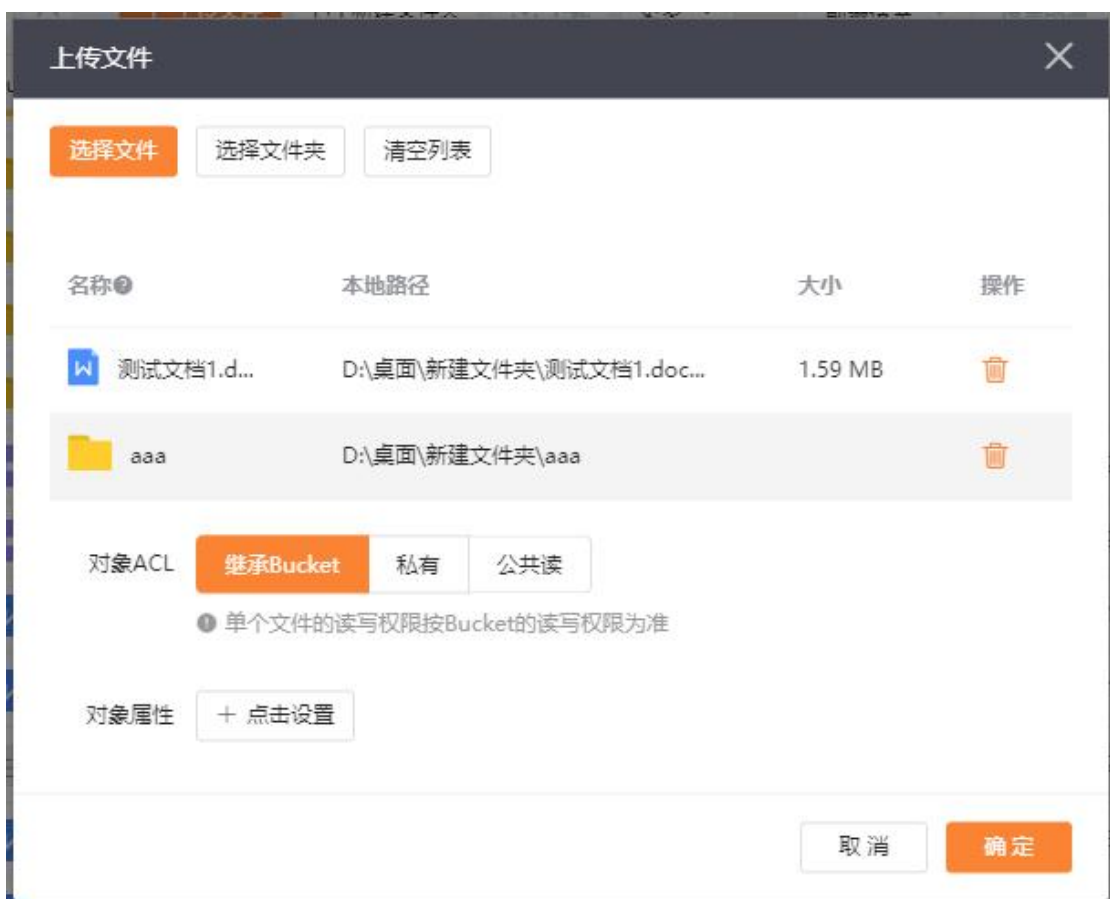 上传文件
选择文件 选择文件夹 清空列表
名称 本地路径 大小 操作
测试文档1.d... D:\桌面\新建文件夹\测试文档1.doc... 1.59 MB
aaa D:\桌面\新建文件夹\aaa
对象ACL 继承Bucket 私有 公共读
单个文件的读写权限按Bucket的读写权限为准
对象属性 + 点击设置
取消 确定